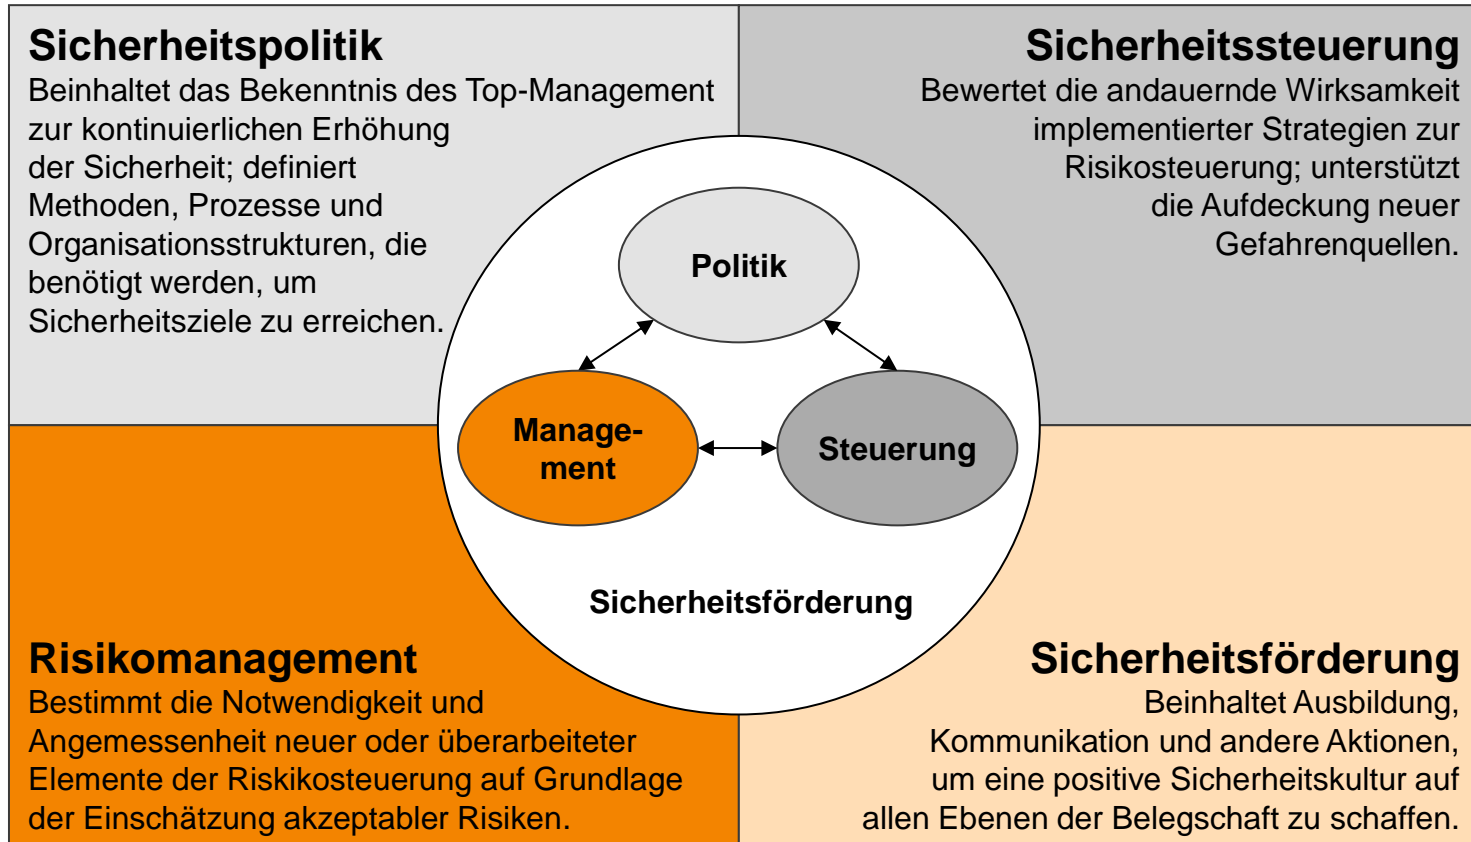 Sicherheitspolitik
Beinhaltet das Bekenntnis des Top-Management
zur kontinuierlichen Erhöhung
der Sicherheit; definiert
Methoden, Prozesse und
Organisationsstrukturen, die
benötigt werden, um
Sicherheitsziele zu erreichen.
Sicherheitssteuerung
Bewertet die andauernde Wirksamkeit
implementierter Strategien zur
Risikosteuerung; unterstützt
die Aufdeckung neuer
Gefahrenquellen.
Politik
Manage-
ment
Steuerung
Sicherheitsförderung
Risikomanagement
Bestimmt die Notwendigkeit und
Angemessenheit neuer oder überarbeiteter
Elemente der Riskikosteuerung auf Grundlage
der Einschätzung akzeptabler Risiken.
Sicherheitsförderung
Beinhaltet Ausbildung,
Kommunikation und andere Aktionen,
um eine positive Sicherheitskultur auf
allen Ebenen der Belegschaft zu schaffen.